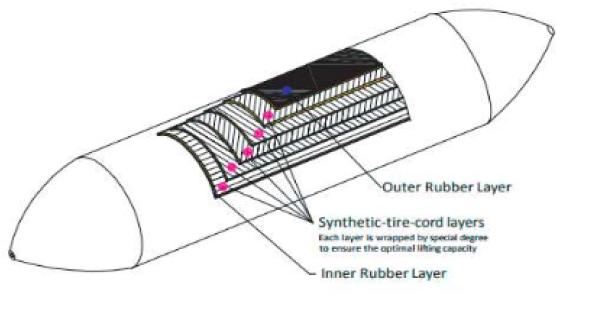 Outer Rubber Layer
Synthetic-tire-cord layers
Each layer is wrapped by special degree
to ensure the optimal lifting capacity
Inner Rubber Layer